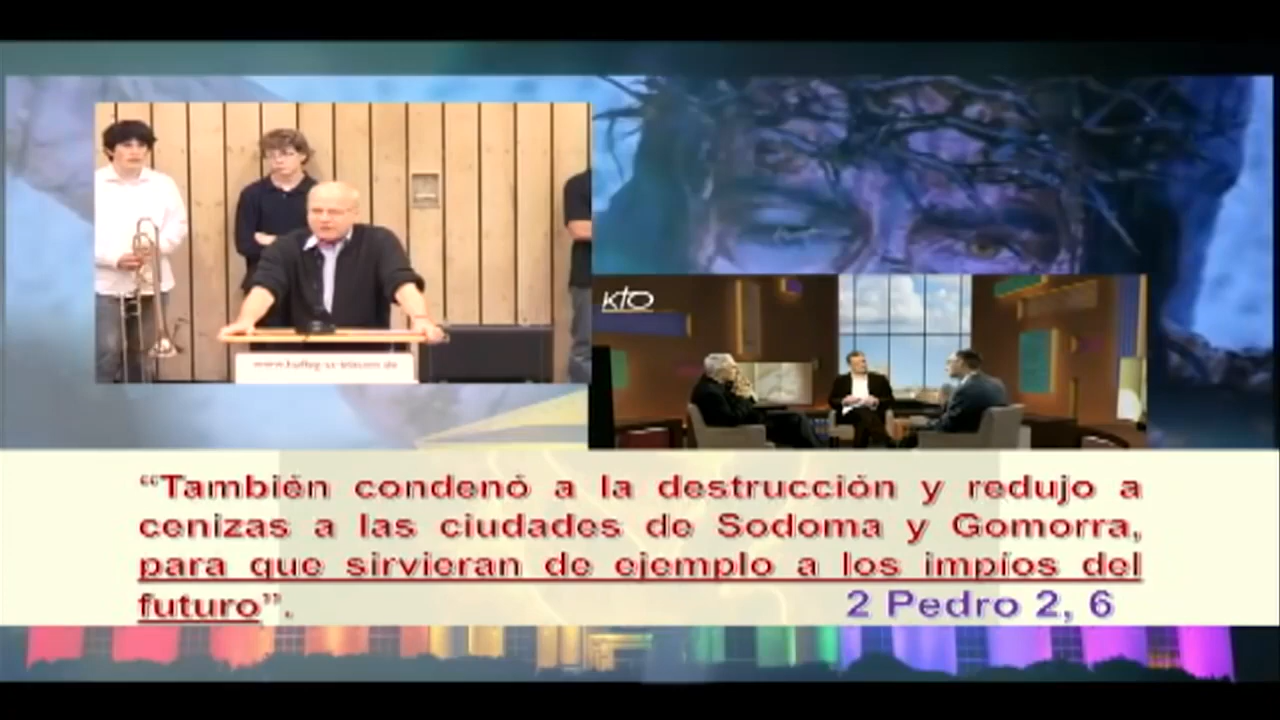 KTO
“También condenó a la destrucción y redujo a
cenizas a las ciudades de Sodoma y Gomorra,
para que sirvieran de ejemplo a los impíos del
futuro”.
2 Pedro 2, 6